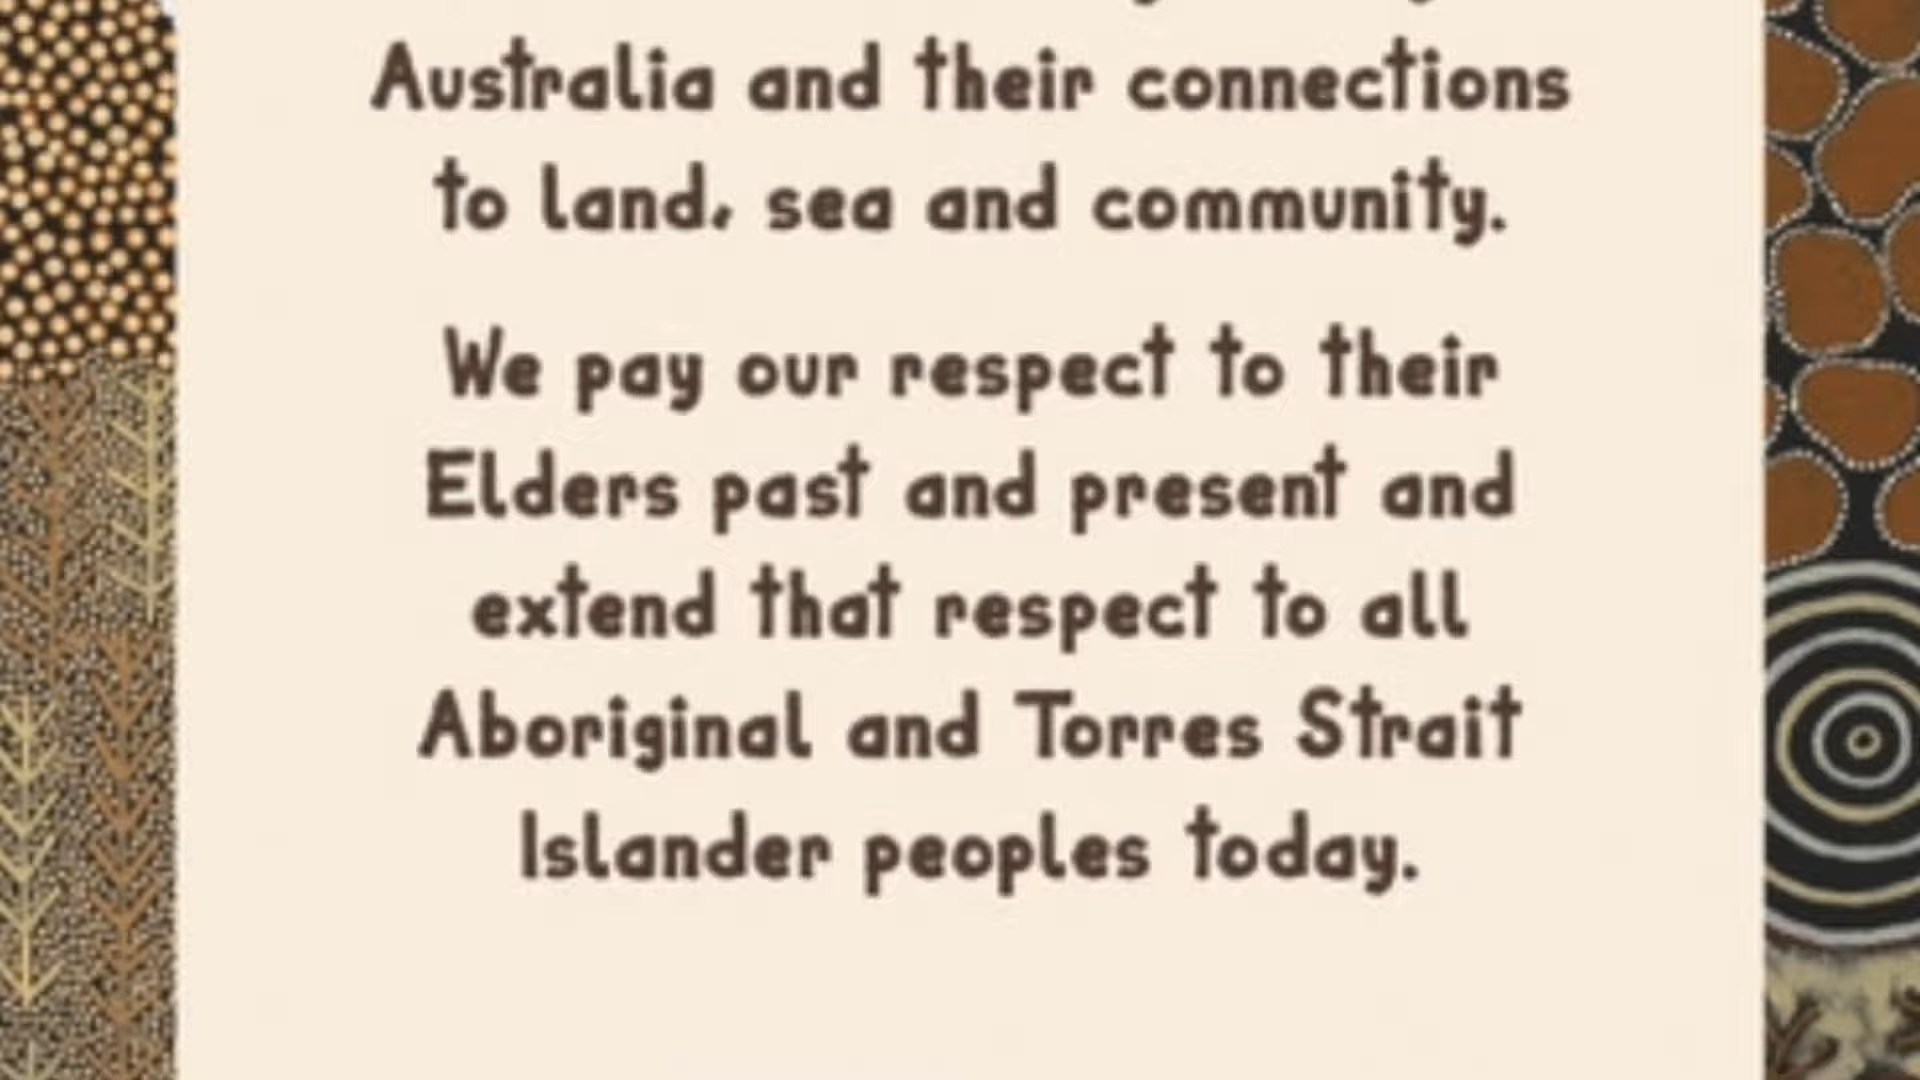 Australia and their connections
to land, sea and community.
We pay our respect to their
Elders past and present and
extend that respect to all
Aboriginal and Torres Strait
Islander peoples today.